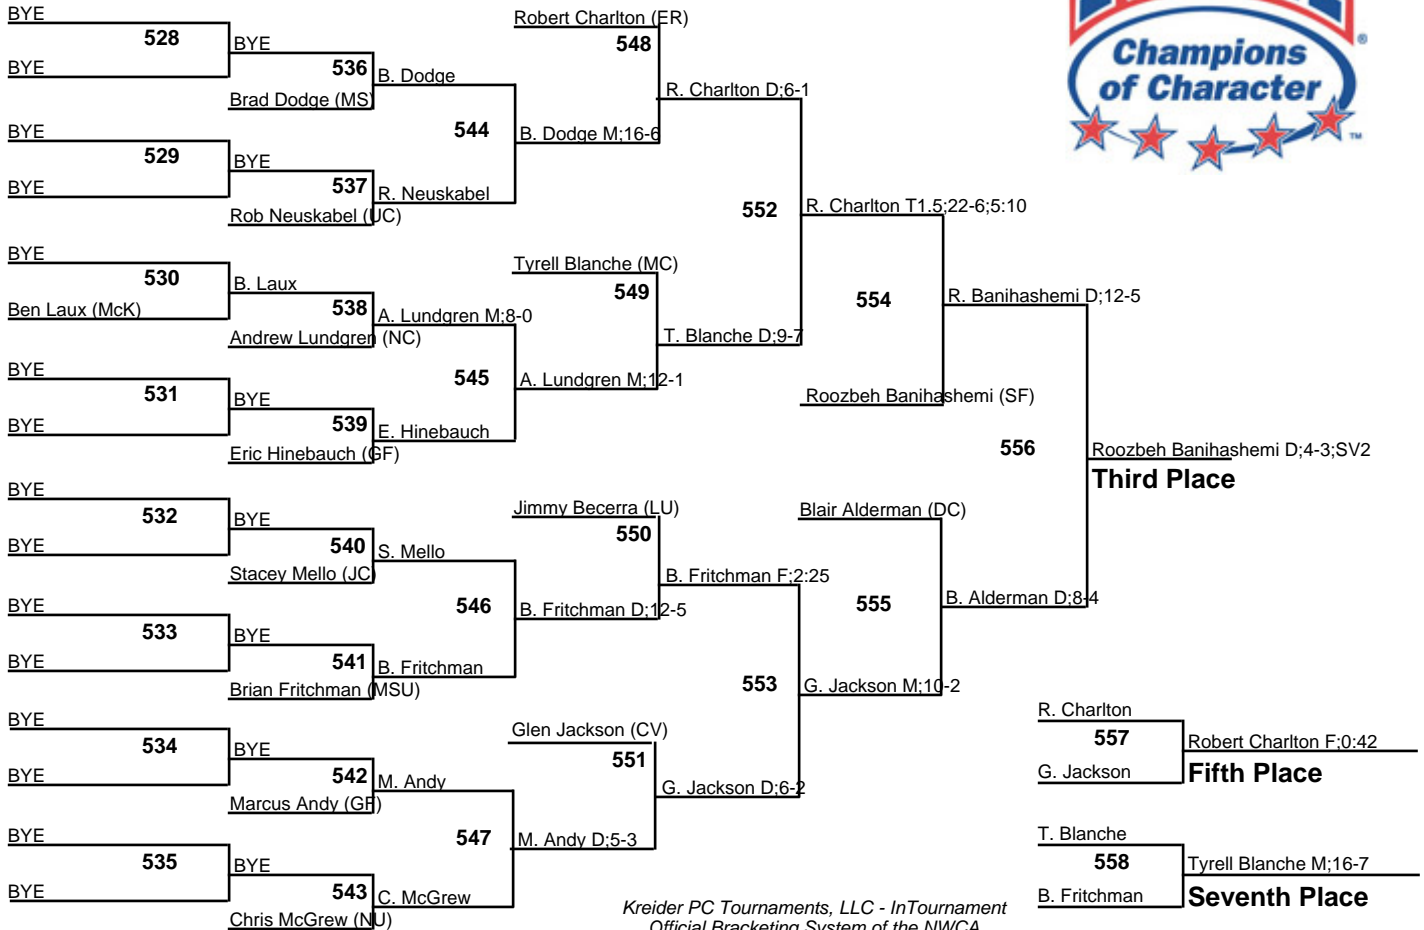 BYE
528
BYE
BYE
536
Brad Dodge (MS)
B. Dodge
BYE
529
BYE
BYE
537
Rob Neuskabel (UC)
R. Neuskabel
544
B. Dodge M;16-6
Robert Charlton (ER)
548
R. Charlton D;6-1
BYE
530
Ben Laux (McK)
B. Laux
538
Andrew Lundgren (NC)
A. Lundgren M;8-0
BYE
531
BYE
BYE
539
Eric Hinebauch (GF)
E. Hinebauch
545
A. Lundgren M;12-1
Tyrell Blanche (MC)
549
T. Blanche D;9-7
552
R. Charlton T1.5;22-6;5:10
554
Roozbeh Banihashemi (SF)
R. Banihashemi D;12-5
BYE
532
BYE
BYE
540
Stacey Mello (JC)
S. Mello
BYE
533
BYE
BYE
541
Brian Fritchman (MSU)
B. Fritchman
546
B. Fritchman D;12-5
Jimmy Becerra (LU)
550
B. Fritchman F;2:25
BYE
534
BYE
BYE
542
Marcus Andy (GF)
M. Andy
BYE
535
BYE
BYE
543
Chris McGrew (NU)
C. McGrew
547
M. Andy D;5-3
Glen Jackson (CV)
551
G. Jackson D;6-2
553
G. Jackson M;10-2
Blair Alderman (DC)
555
B. Alderman D;8-4
556
Roozbeh Banihashemi D;4-3;SV2
Third Place
R. Charlton
557
G. Jackson
Robert Charlton F;0:42
Fifth Place
T. Blanche
558
B. Fritchman
Tyrell Blanche M;16-7
Seventh Place
Champions
of Character
®
TM
Kreider PC Tournaments, LLC - InTournament
Official Bracketing System of the NWCA